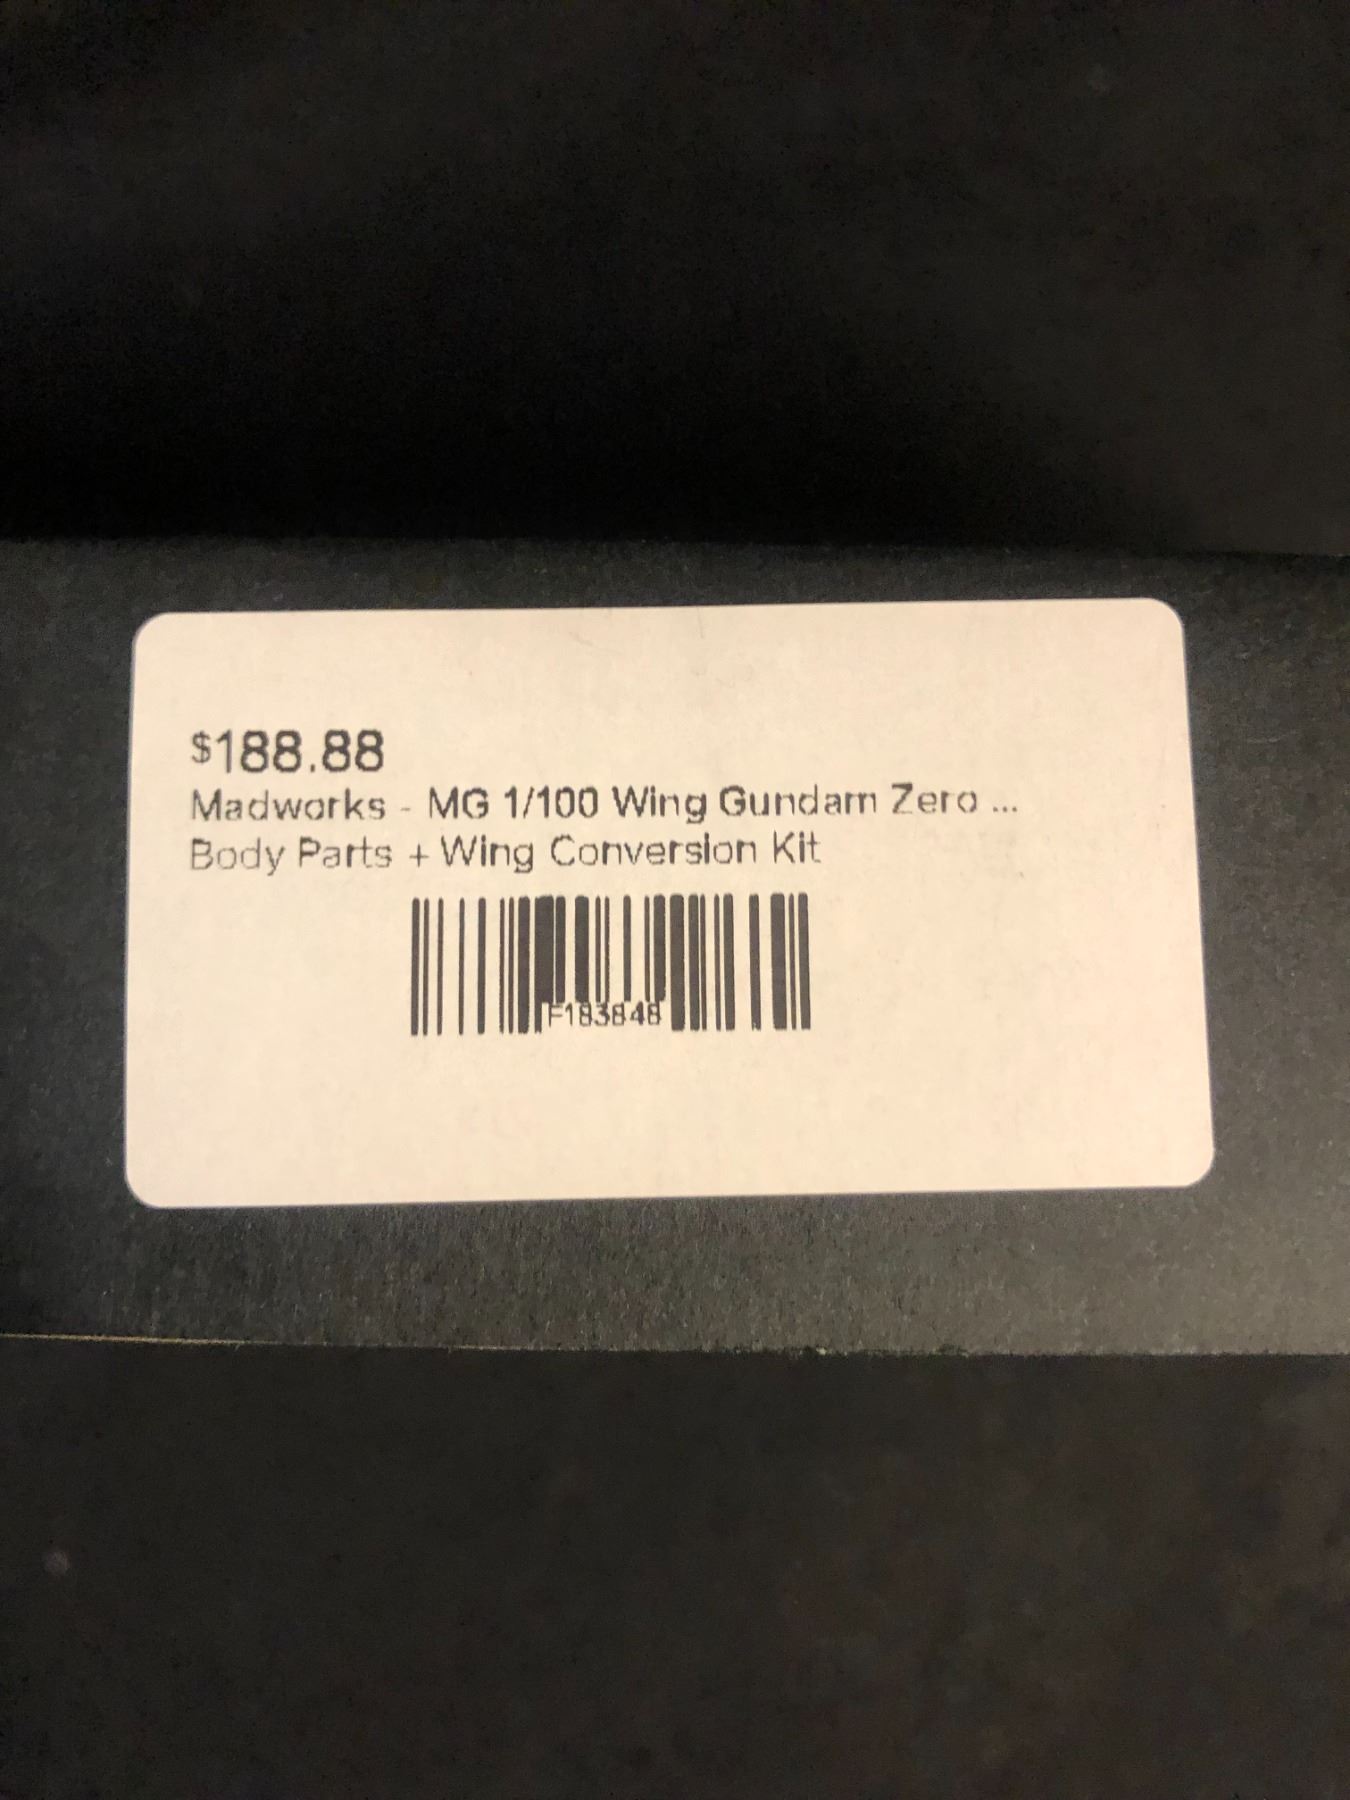 $188.88
Madworks - MG 1/100 Wing Gundam Zero ...
Body Parts + Wing Conversion Kit
F183848